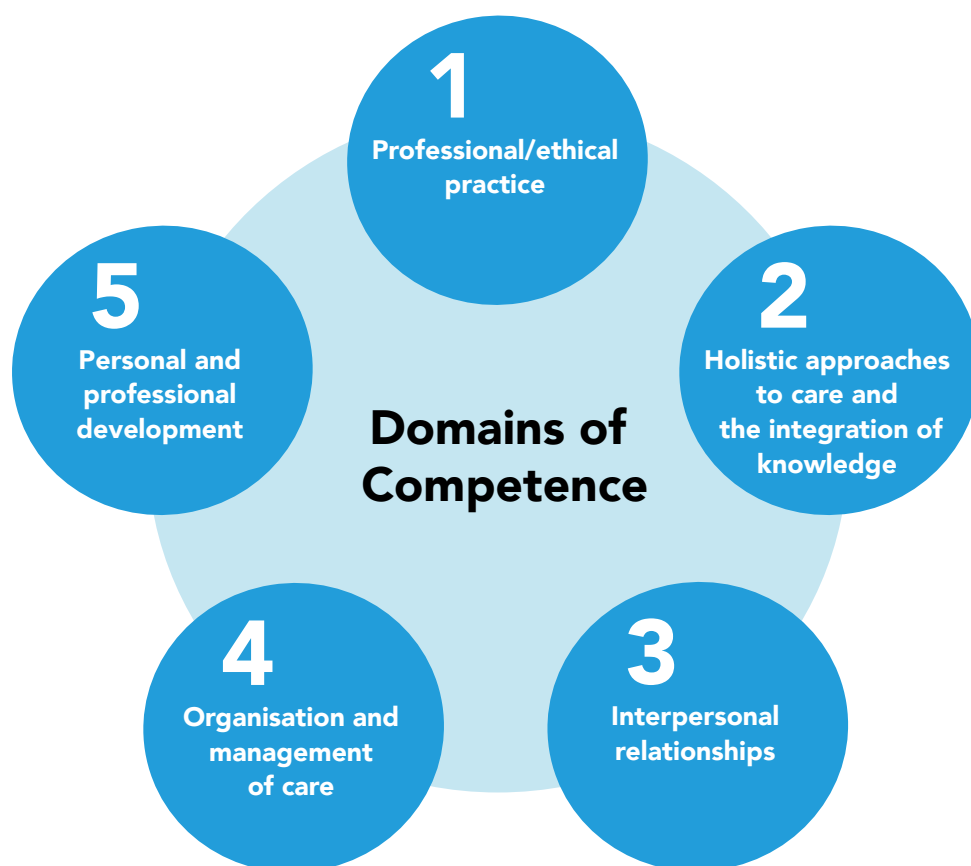 1
Professional/ethical
practice
2
Holistic approaches
to care and
the integration of
knowledge
3
Interpersonal
relationships
4
Organisation and
management
of care
5
Personal and
professional
development
Domains of
Competence